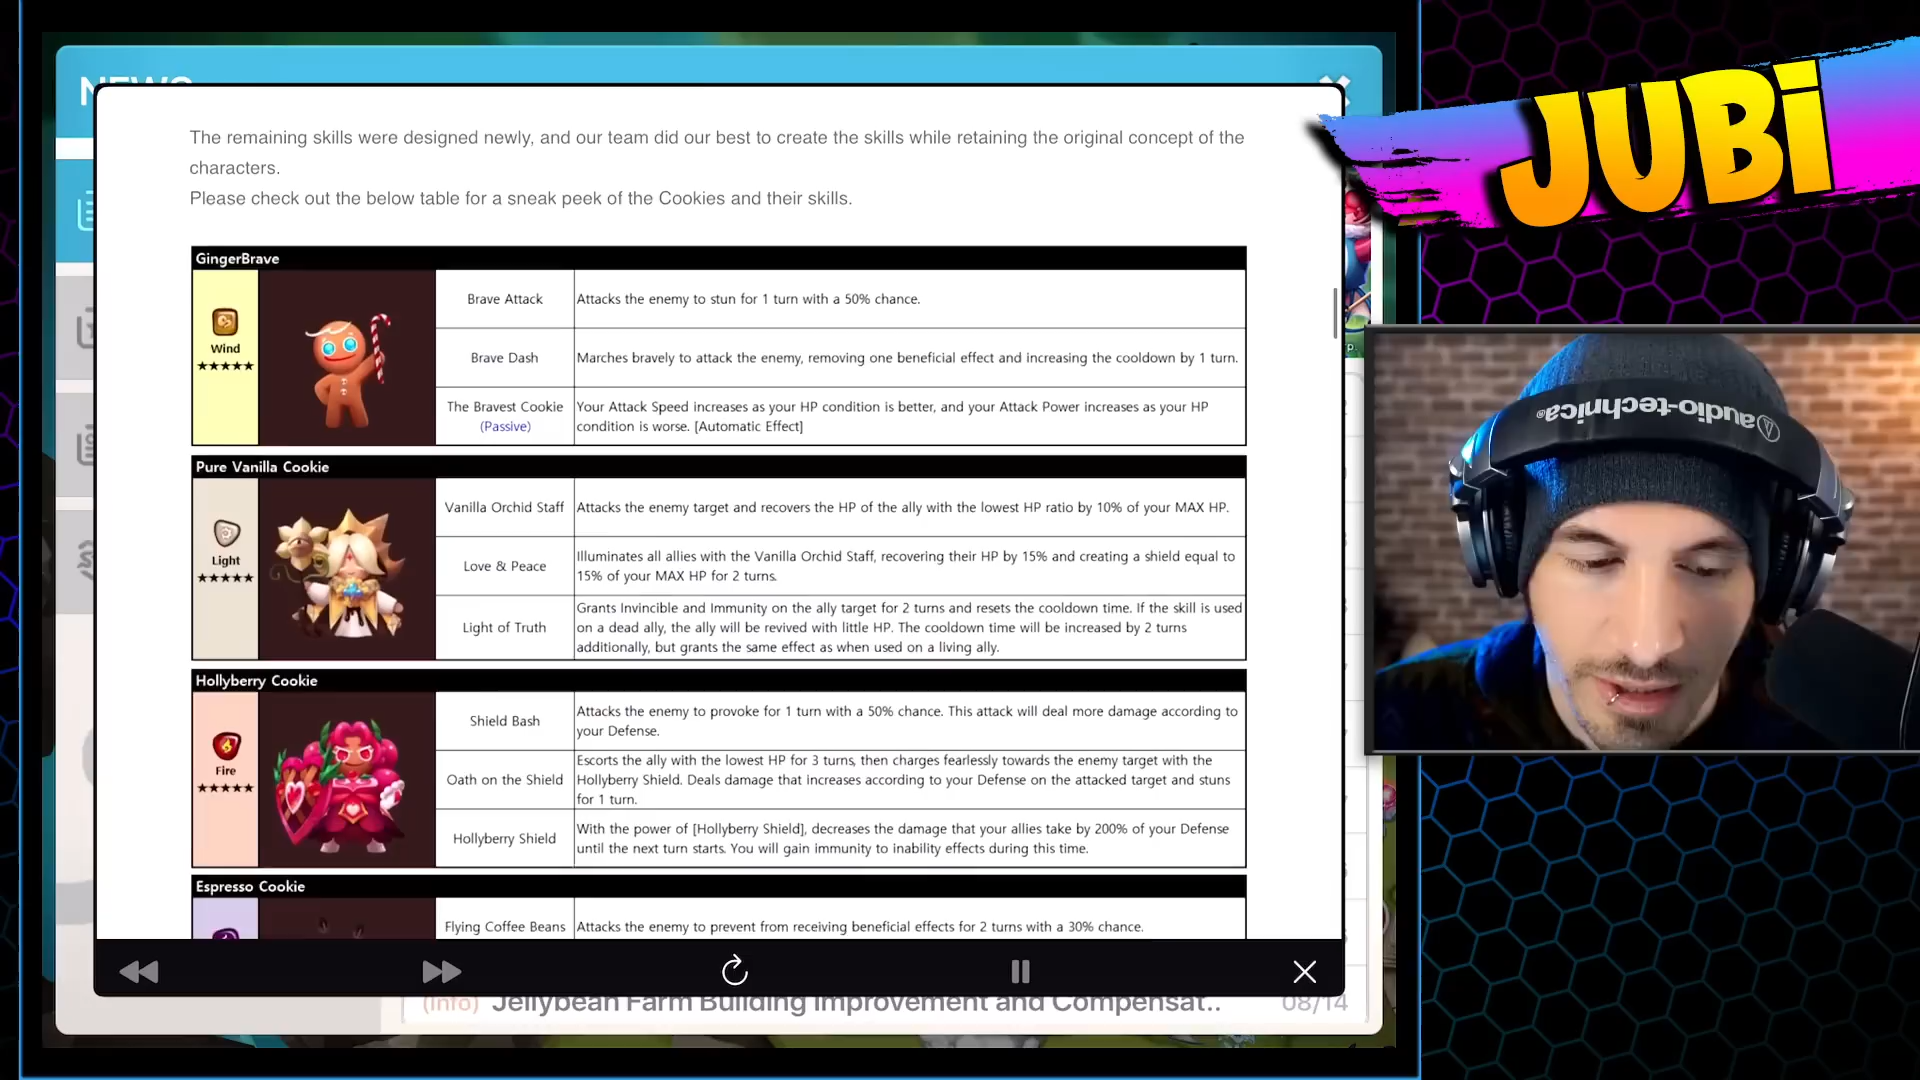 NEWS
The remaining skills were designed newly, and our team did our best to create the skills while retaining the original concept of the
characters.
Please check out the below table for a sneak peek of the Cookies and their skills.
GingerBrave
Wind
★★★★★
Brave Attack
Attacks the enemy to stun for 1 turn with a 50% chance.
Brave Dash
Marches bravely to attack the enemy, removing one beneficial effect and increasing the cooldown by 1 turn.
The Bravest Cookie
(Passive)
Your Attack Speed increases as your HP condition is better, and your Attack Power increases as your HP
condition is worse. [Automatic Effect]
Pure Vanilla Cookie
Light
★★★★★
Vanilla Orchid Staff
Attacks the enemy target and recovers the HP of the ally with the lowest HP ratio by 10% of your MAX HP.
Love & Peace
Illuminates all allies with the Vanilla Orchid Staff, recovering their HP by 15% and creating a shield equal to
15% of your MAX HP for 2 turns.
Light of Truth
Grants Invincible and Immunity on the ally target for 2 turns and resets the cooldown time. If the skill is used
on a dead ally, the ally will be revived with little HP. The cooldown time will be increased by 2 turns
additionally, but grants the same effect as when used on a living ally.
Hollyberry Cookie
Fire
★★★★★
Shield Bash
Attacks the enemy to provoke for 1 turn with a 50% chance. This attack will deal more damage according to
your Defense.
Oath on the Shield
Escorts the ally with the lowest HP for 3 turns, then charges fearlessly towards the enemy target with the
Hollyberry Shield. Deals damage that increases according to your Defense on the attacked target and stuns
for 1 turn.
Hollyberry Shield
With the power of [Hollyberry Shield], decreases the damage that your allies take by 200% of your Defense
until the next turn starts. You will gain immunity to inability effects during this time.
Espresso Cookie
Flying Coffee Beans
Attacks the enemy to prevent from receiving beneficial effects for 2 turns with a 30% chance.
(Info) Jellybean Farm Building Improvement and Compensat.. 08/14
JUBi
audio-technica®